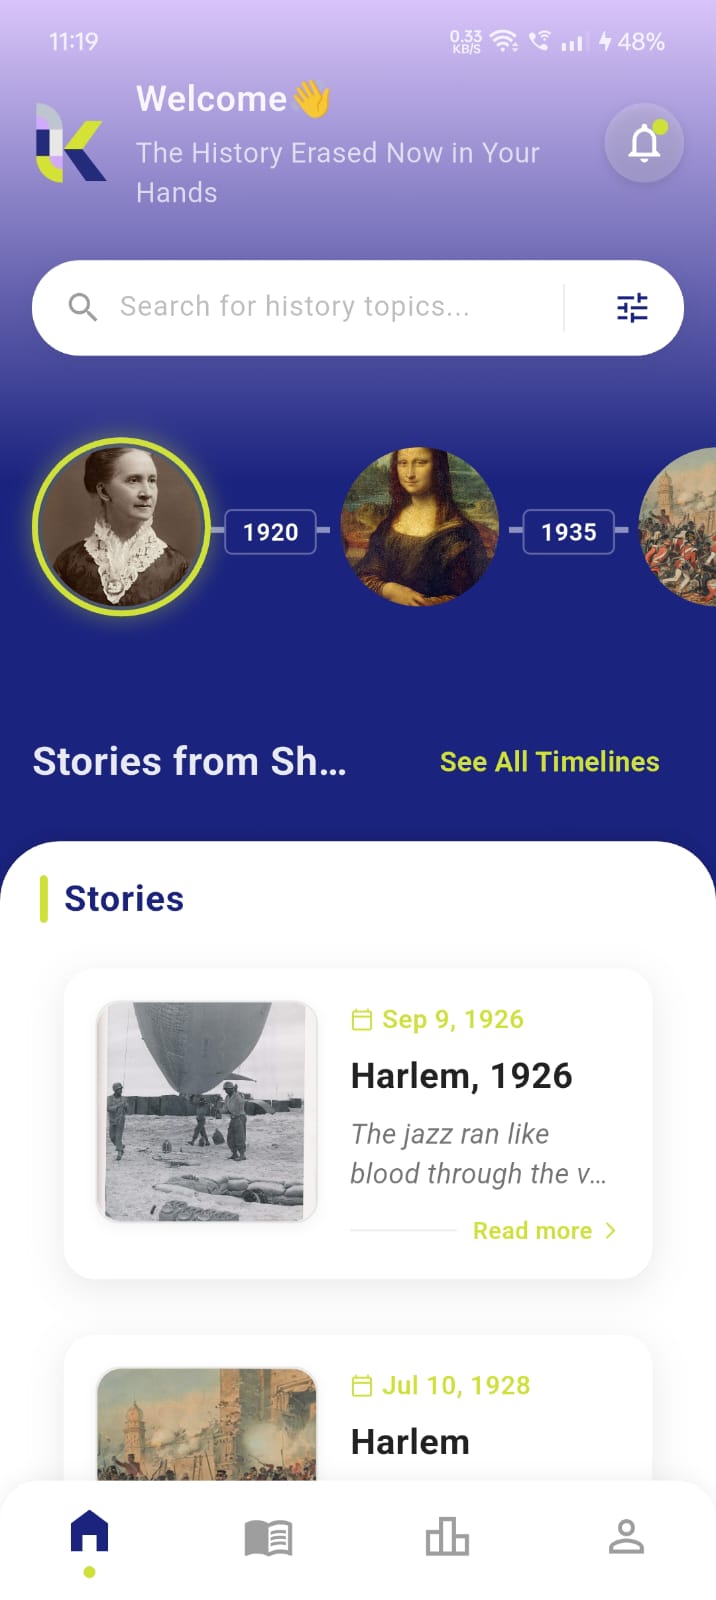 11:19
0.33
KB/S
48%
Welcome👋
The History Erased Now in Your
Hands
Search for history topics...
1920
1935
Stories from Sh...
See All Timelines
Stories
Sep 9, 1926
Harlem, 1926
The jazz ran like
blood through the v...
Read more
Jul 10, 1928
Harlem